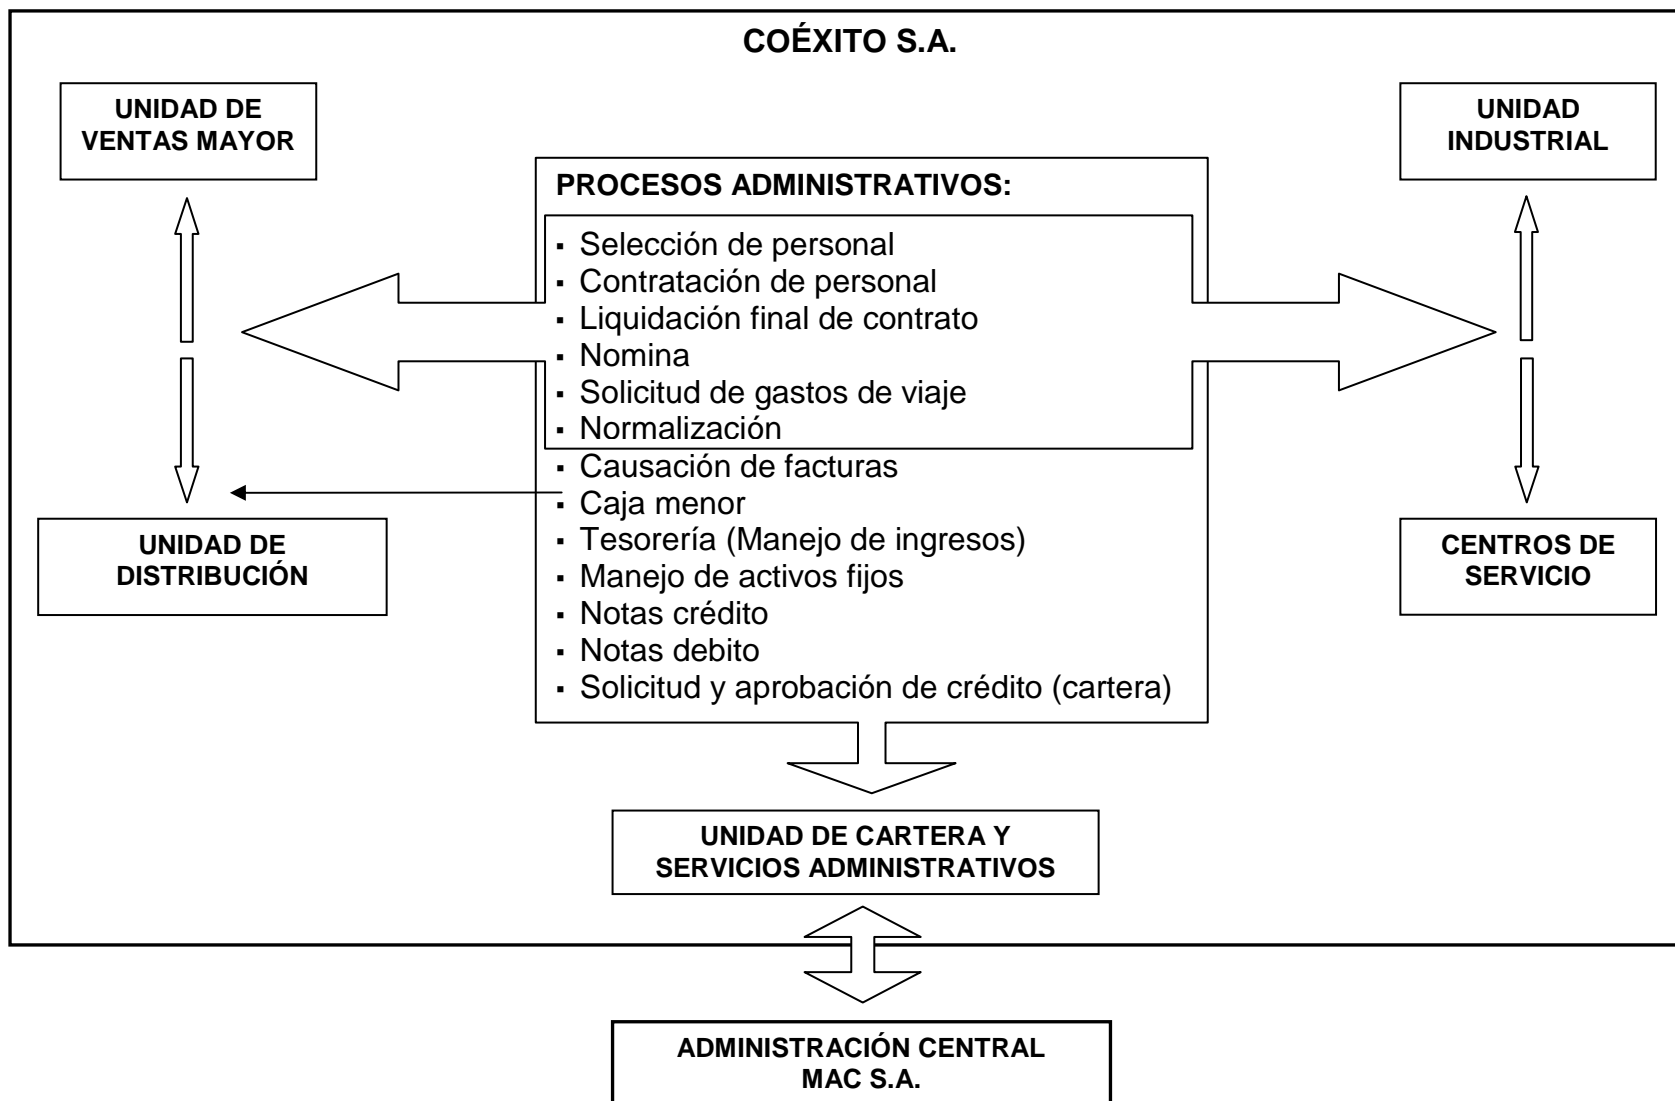 COÉXITO S.A.
UNIDAD DE
VENTAS MAYOR
UNIDAD
INDUSTRIAL
PROCESOS ADMINISTRATIVOS:
▪ Selección de personal
▪ Contratación de personal
▪ Liquidación final de contrato
▪ Nomina
▪ Solicitud de gastos de viaje
▪ Normalización
▪ Causación de facturas
▪ Caja menor
▪ Tesorería (Manejo de ingresos)
▪ Manejo de activos fijos
▪ Notas crédito
▪ Notas debito
▪ Solicitud y aprobación de crédito (cartera)
UNIDAD DE
DISTRIBUCIÓN
CENTROS DE
SERVICIO
UNIDAD DE CARTERA Y
SERVICIOS ADMINISTRATIVOS
ADMINISTRACIÓN CENTRAL
MAC S.A.